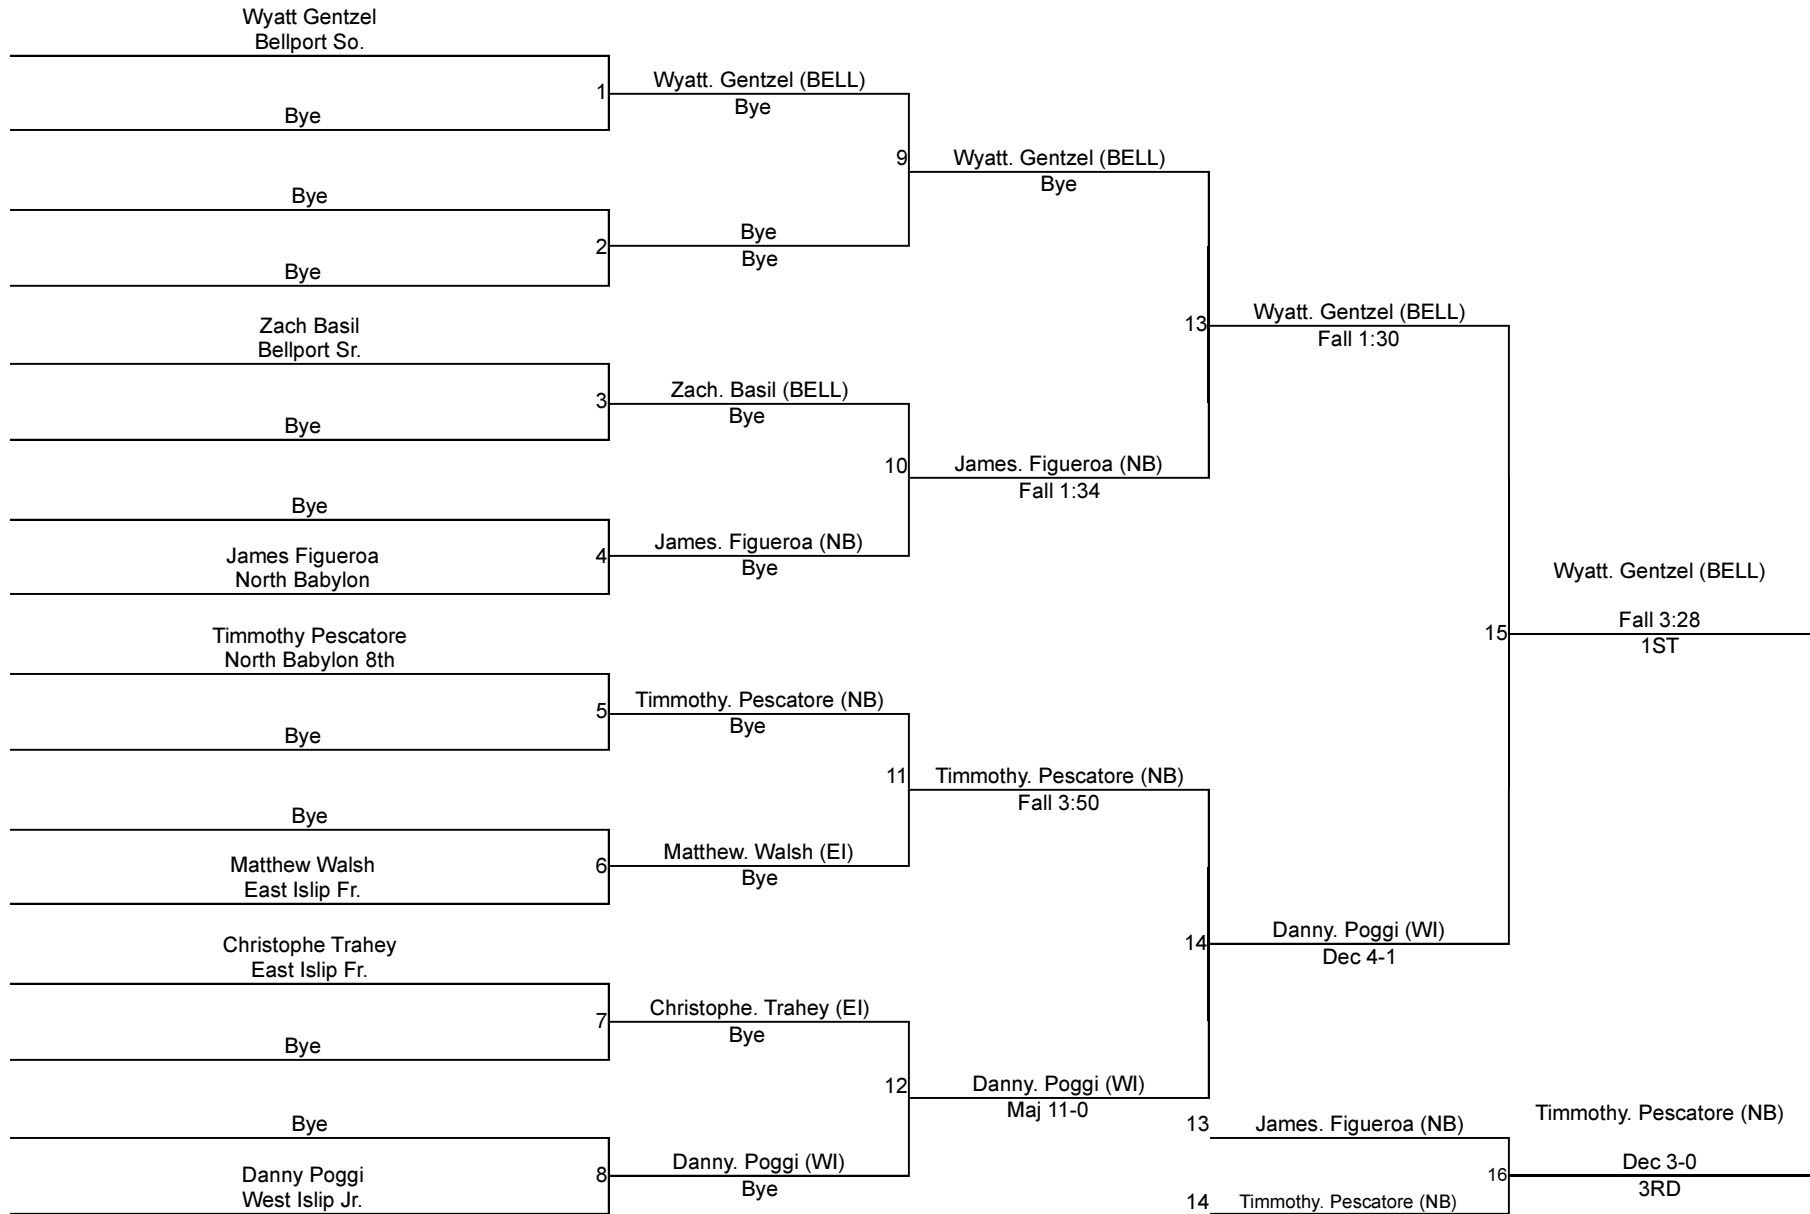 Wyatt Gentzel
Bellport So.
1
Bye
Wyatt. Gentzel (BELL)
Bye
Bye
2
Bye
Bye
Bye
9
Wyatt. Gentzel (BELL)
Bye
Zach Basil
Bellport Sr.
3
Bye
Zach. Basil (BELL)
Bye
Bye
4
James Figueroa
North Babylon
James. Figueroa (NB)
Bye
10
James. Figueroa (NB)
Fall 1:34
13
Wyatt. Gentzel (BELL)
Fall 1:30
Timmothy Pescatore
North Babylon 8th
5
Bye
Timmothy. Pescatore (NB)
Bye
Bye
6
Matthew Walsh
East Islip Fr.
Matthew. Walsh (EI)
Bye
11
Timmothy. Pescatore (NB)
Fall 3:50
Christophe Trahey
East Islip Fr.
7
Bye
Christophe. Trahey (EI)
Bye
Bye
8
Danny Poggi
West Islip Jr.
Danny. Poggi (WI)
Bye
12
Danny. Poggi (WI)
Maj 11-0
14
Danny. Poggi (WI)
Dec 4-1
15
Wyatt. Gentzel (BELL)
Fall 3:28
1ST
13
James. Figueroa (NB)
14
Timmothy. Pescatore (NB)
16
Timmothy. Pescatore (NB)
Dec 3-0
3RD